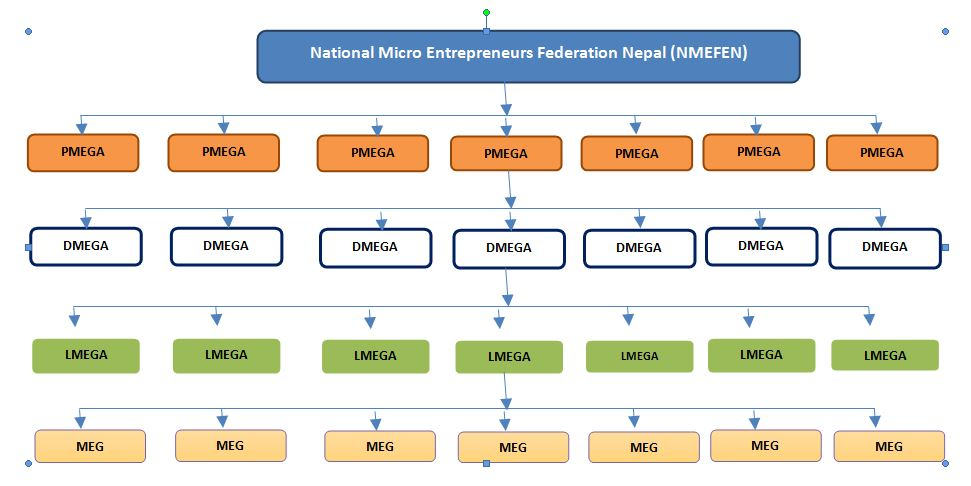 National Micro Entrepreneurs Federation Nepal (NMEFEN)
PMEGA PMEGA PMEGA PMEGA PMEGA PMEGA PMEGA
DMEGA DMEGA DMEGA DMEGA DMEGA DMEGA DMEGA
LMEGA LMEGA LMEGA LMEGA LMEGA LMEGA LMEGA
MEG MEG MEG MEG MEG MEG MEG